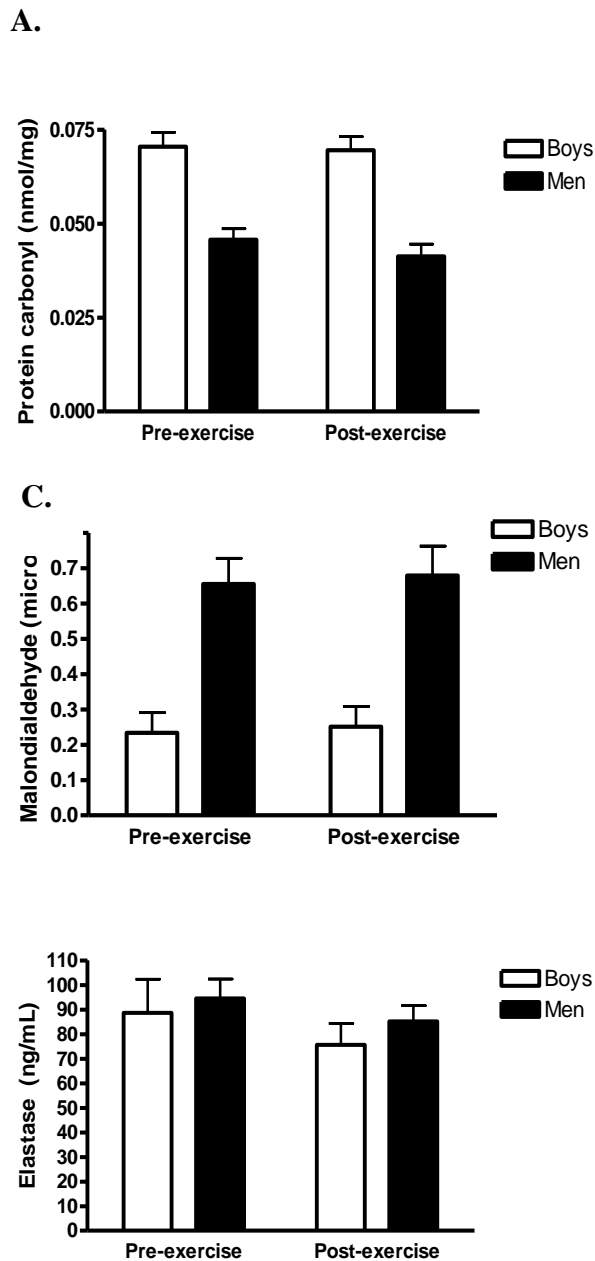 A.
Protein carbonyl (nmol/mg)
0.075
0.050
0.025
0.000
Boys
Men
Pre-exercise Post-exercise
C.
Malondialdehyde (micro
0.7
0.6
0.5
0.4
0.3
0.2
0.1
0.0
Boys
Men
Pre-exercise Post-exercise
Elastase (ng/mL)
110
100
90
80
70
60
50
40
30
20
10
0
Boys
Men
Pre-exercise Post-exercise